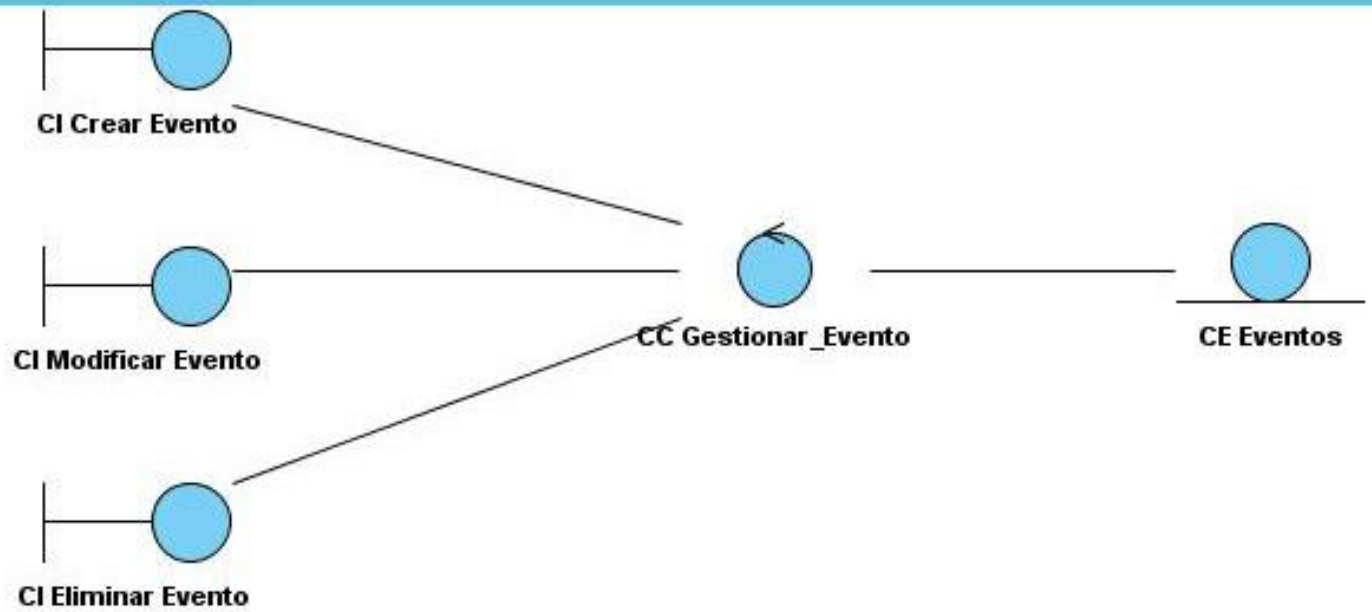 CI Crear Evento
CI Modificar Evento
CC Gestionar_Evento
CE Eventos
CI Eliminar Evento